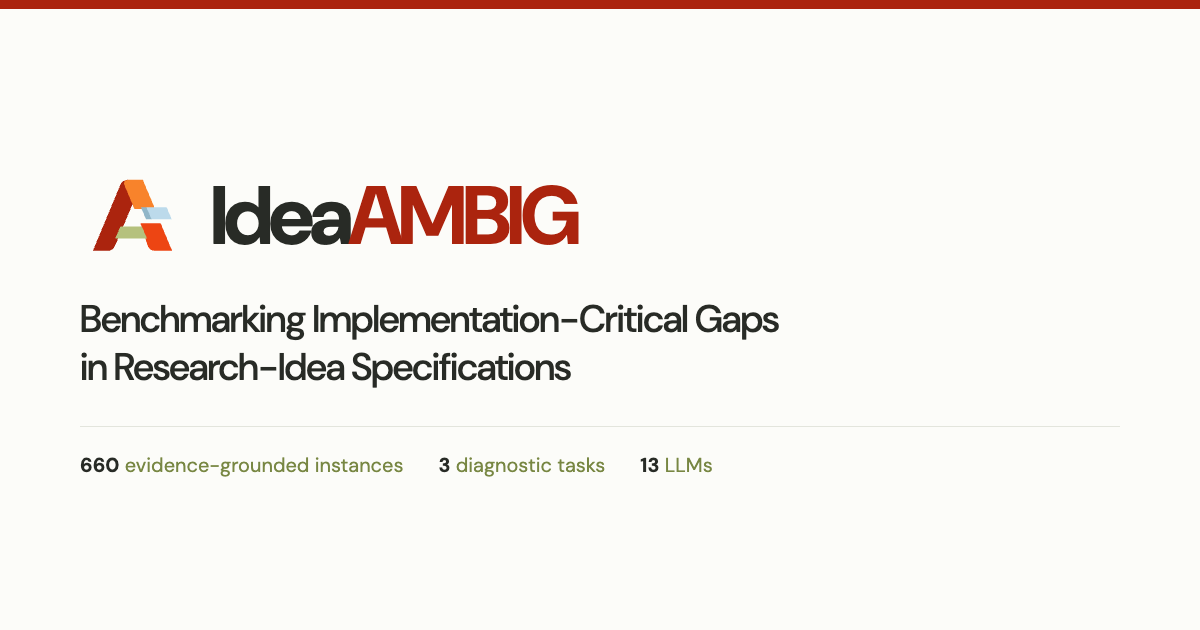 IdeaAMBIG
Benchmarking Implementation-Critical Gaps
in Research-Idea Specifications
660 evidence-grounded instances 3 diagnostic tasks 13 LLMs